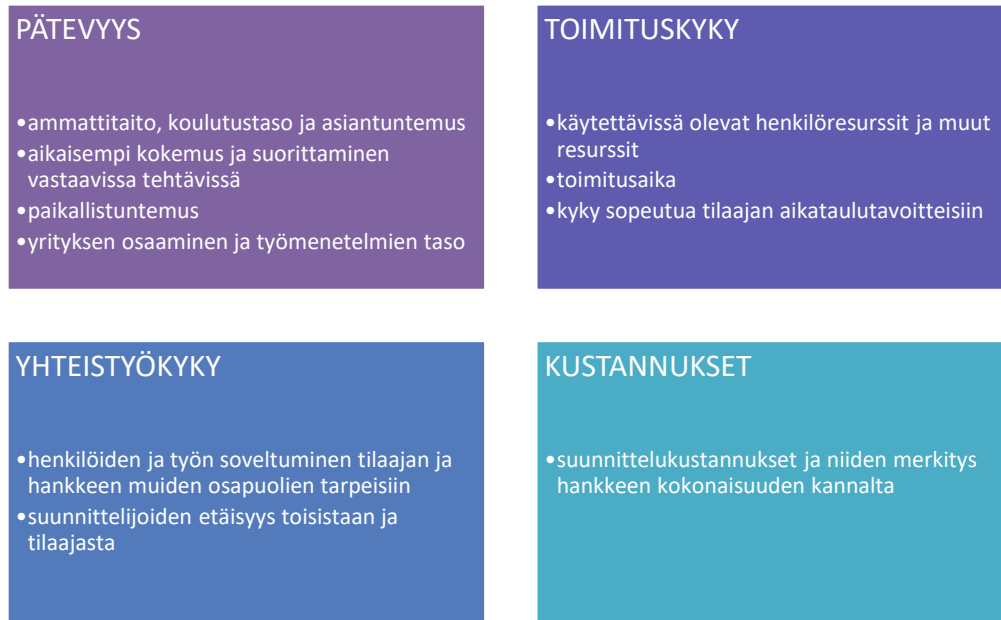 PÄTEVYYS
•ammattitaito, koulutustaso ja asiantuntemus
•aikaisempi kokemus ja suorittaminen
vastaavissa tehtävissä
•paikallistuntemus
•yrityksen osaaminen ja työmenetelmien taso
TOIMITUSKYKY
•käytettävissä olevat henkilöresurssit ja muut
resurssit
•toimitusaika
•kyky sopeutua tilaajan aikataulutavoitteisiin
YHTEISTYÖKYKY
•henkilöiden ja työn soveltuminen tilaajan ja
hankkeen muiden osapuolien tarpeisiin
•suunnittelijoiden etäisyys toisistaan ja
tilaajasta
KUSTANNUKSET
•suunnittelukustannukset ja niiden merkitys
hankkeen kokonaisuuden kannalta